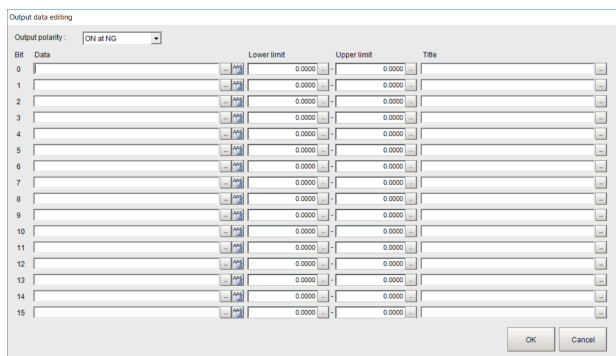 Output data editing
Output polarity : ON at NG
Bit Data Lower limit Upper limit Title
0 ... 0.0000 ... - 0.0000 ... ...
1 ... 0.0000 ... - 0.0000 ... ...
2 ... 0.0000 ... - 0.0000 ... ...
3 ... 0.0000 ... - 0.0000 ... ...
4 ... 0.0000 ... - 0.0000 ... ...
5 ... 0.0000 ... - 0.0000 ... ...
6 ... 0.0000 ... - 0.0000 ... ...
7 ... 0.0000 ... - 0.0000 ... ...
8 ... 0.0000 ... - 0.0000 ... ...
9 ... 0.0000 ... - 0.0000 ... ...
10 ... 0.0000 ... - 0.0000 ... ...
11 ... 0.0000 ... - 0.0000 ... ...
12 ... 0.0000 ... - 0.0000 ... ...
13 ... 0.0000 ... - 0.0000 ... ...
14 ... 0.0000 ... - 0.0000 ... ...
15 ... 0.0000 ... - 0.0000 ... ...
OK Cancel